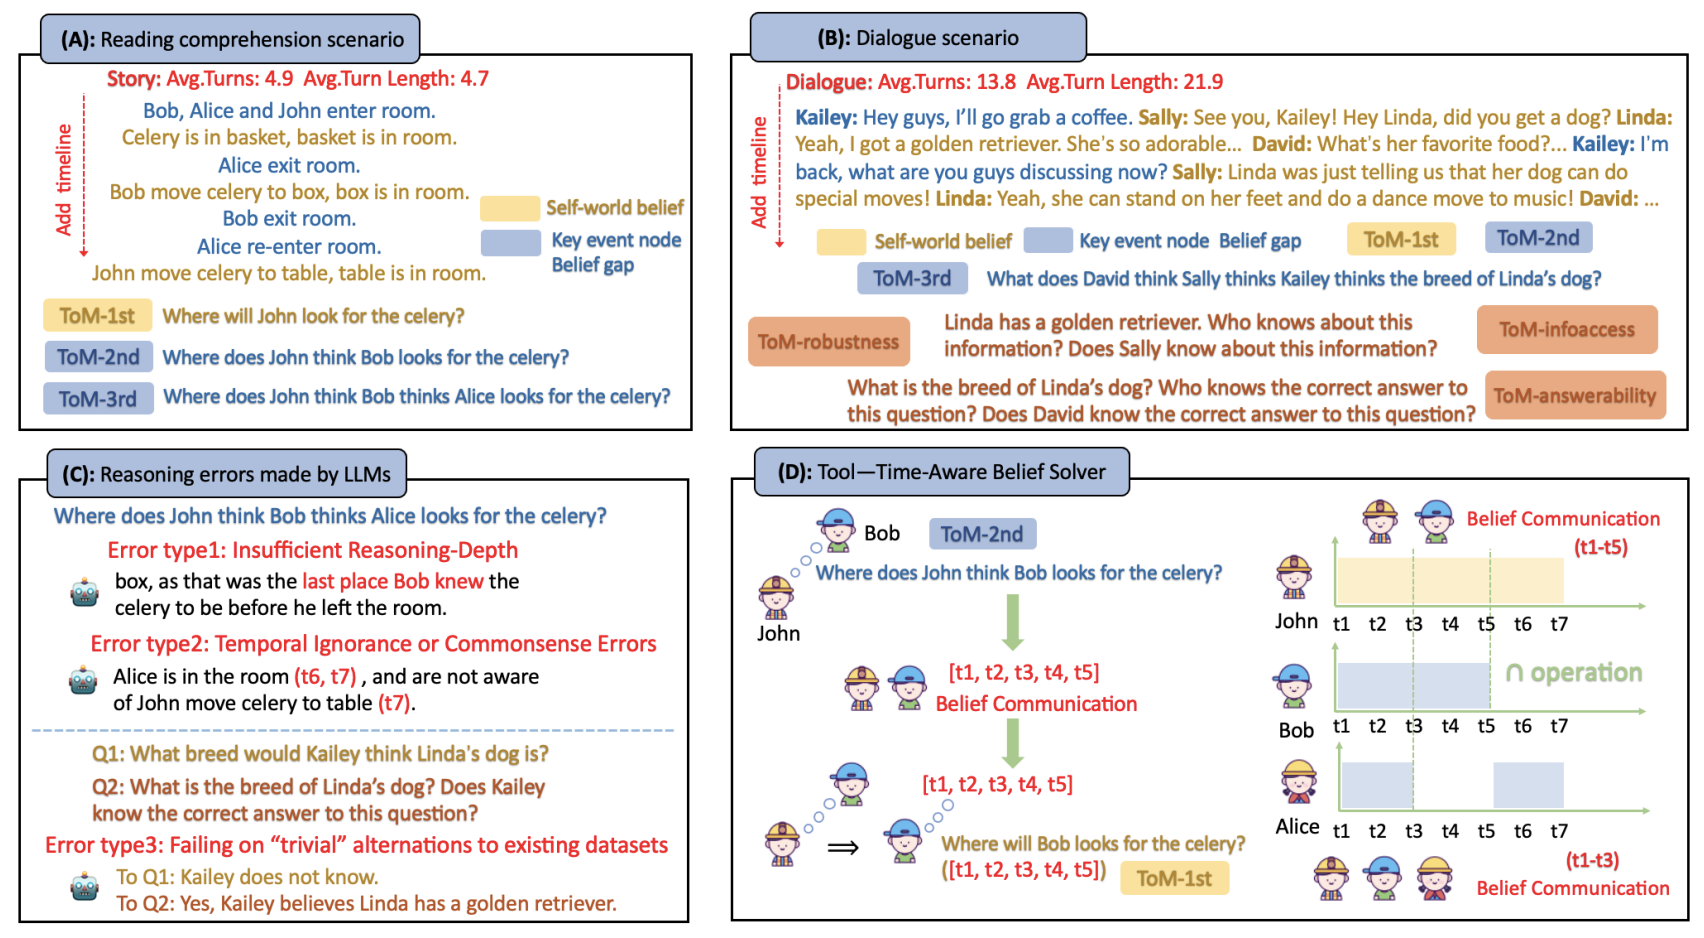 (A): Reading comprehension scenario
Story: Avg.Turns: 4.9 Avg.Turn Length: 4.7
Add timeline
Bob, Alice and John enter room.
Celery is in basket, basket is in room.
Alice exit room.
Bob move celery to box, box is in room.
Bob exit room.
Alice re-enter room.
John move celery to table, table is in room.
Self-world belief
Key event node
Belief gap
ToM-1st Where will John look for the celery?
ToM-2nd Where does John think Bob looks for the celery?
ToM-3rd Where does John think Bob thinks Alice looks for the celery?
(B): Dialogue scenario
Dialogue: Avg.Turns: 13.8 Avg.Turn Length: 21.9
Add timeline
Kailey: Hey guys, I'll go grab a coffee. Sally: See you, Kailey! Hey Linda, did you get a dog? Linda:
Yeah, I got a golden retriever. She's so adorable... David: What's her favorite food?... Kailey: I'm
back, what are you guys discussing now? Sally: Linda was just telling us that her dog can do
special moves! Linda: Yeah, she can stand on her feet and do a dance move to music! David: ...
Self-world belief Key event node Belief gap ToM-1st ToM-2nd
ToM-3rd What does David think Sally thinks Kailey thinks the breed of Linda's dog?
ToM-robustness
Linda has a golden retriever. Who knows about this
information? Does Sally know about this information?
ToM-infoaccess
What is the breed of Linda's dog? Who knows the correct answer to
this question? Does David know the correct answer to this question?
ToM-answerability
(C): Reasoning errors made by LLMs
Where does John think Bob thinks Alice looks for the celery?
Error type1: Insufficient Reasoning-Depth
box, as that was the last place Bob knew the
celery to be before he left the room.
Error type2: Temporal Ignorance or Commonsense Errors
Alice is in the room (t6, t7) , and are not aware
of John move celery to table (t7).
Q1: What breed would Kailey think Linda's dog is?
Q2: What is the breed of Linda's dog? Does Kailey
know the correct answer to this question?
Error type3: Failing on "trivial" alternations to existing datasets
To Q1: Kailey does not know.
To Q2: Yes, Kailey believes Linda has a golden retriever.
(D): Tool—Time-Aware Belief Solver
Bob
ToM-2nd
Where does John think Bob looks for the celery?
John
[t1, t2, t3, t4, t5]
Belief Communication
[t1, t2, t3, t4, t5]
⇒
Where will Bob looks for the celery?
([t1, t2, t3, t4, t5])
ToM-1st
Belief Communication
(t1-t5)
John t1 t2 t3 t4 t5 t6 t7
∩ operation
Bob t1 t2 t3 t4 t5 t6 t7
Alice t1 t2 t3 t4 t5 t6 t7
(t1-t3)
Belief Communication